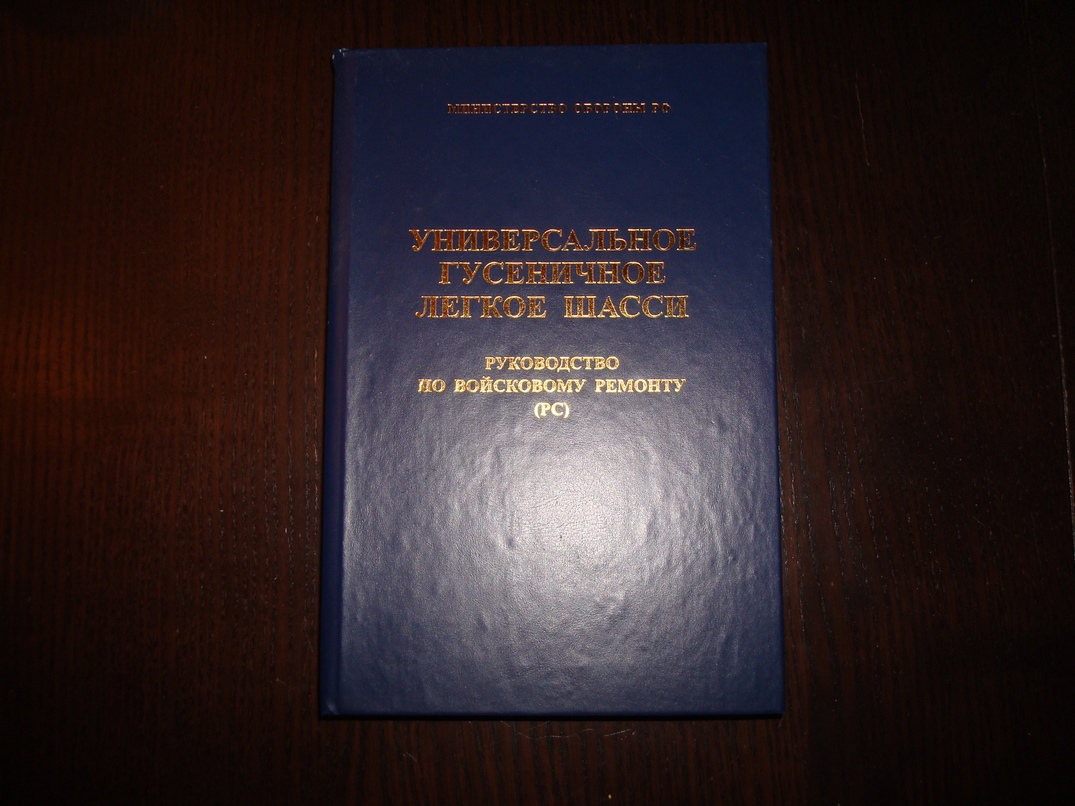 МИНИСТЕРСТВО ОБОРОНЫ РФ
УНИВЕРСАЛЬНОЕ
ГУСЕНИЧНОЕ
ЛЕГКОЕ ШАССИ
РУКОВОДСТВО
ПО ВОЙСКОВОМУ РЕМОНТУ
(РС)